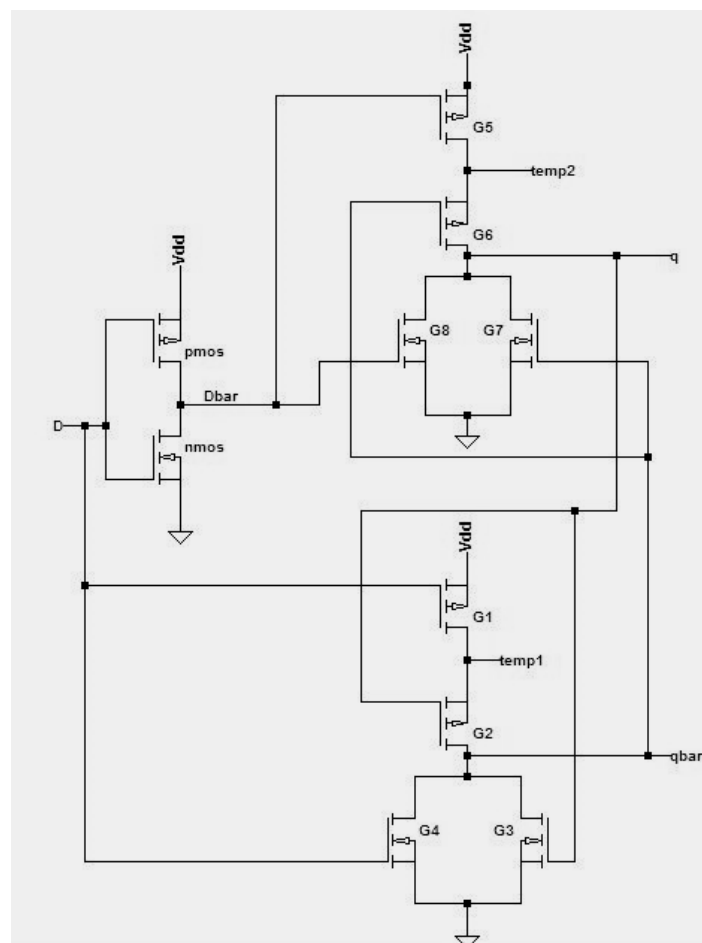 Vdd
G5
temp2
G6
q
Vdd
G8
G7
pmos
Dbar
D
nmos
Vdd
G1
temp1
G2
qbar
G4
G3